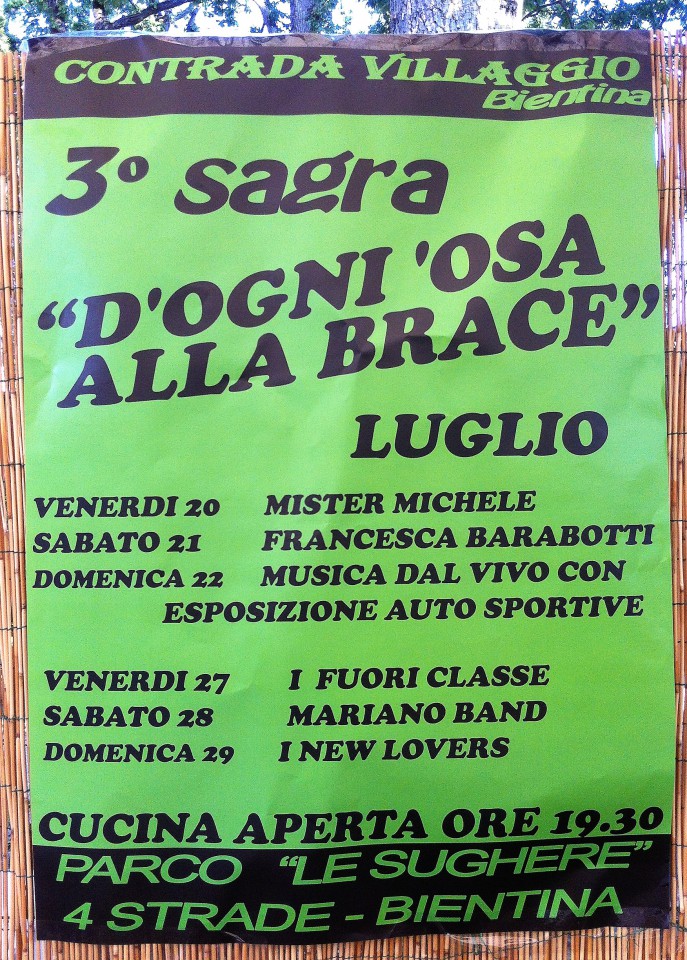 CONTRADA VILLAGGIO
Bientina
3° sagra
"D'OGNI 'OSA
ALLA BRACE"
LUGLIO
VENERDI 20 MISTER MICHELE
SABATO 21 FRANCESCA BARABOTTI
DOMENICA 22 MUSICA DAL VIVO CON
ESPOSIZIONE AUTO SPORTIVE
VENERDI 27 I FUORI CLASSE
SABATO 28 MARIANO BAND
DOMENICA 29 I NEW LOVERS
CUCINA APERTA ORE 19.30
PARCO "LE SUGHERE"
4 STRADE - BIENTINA